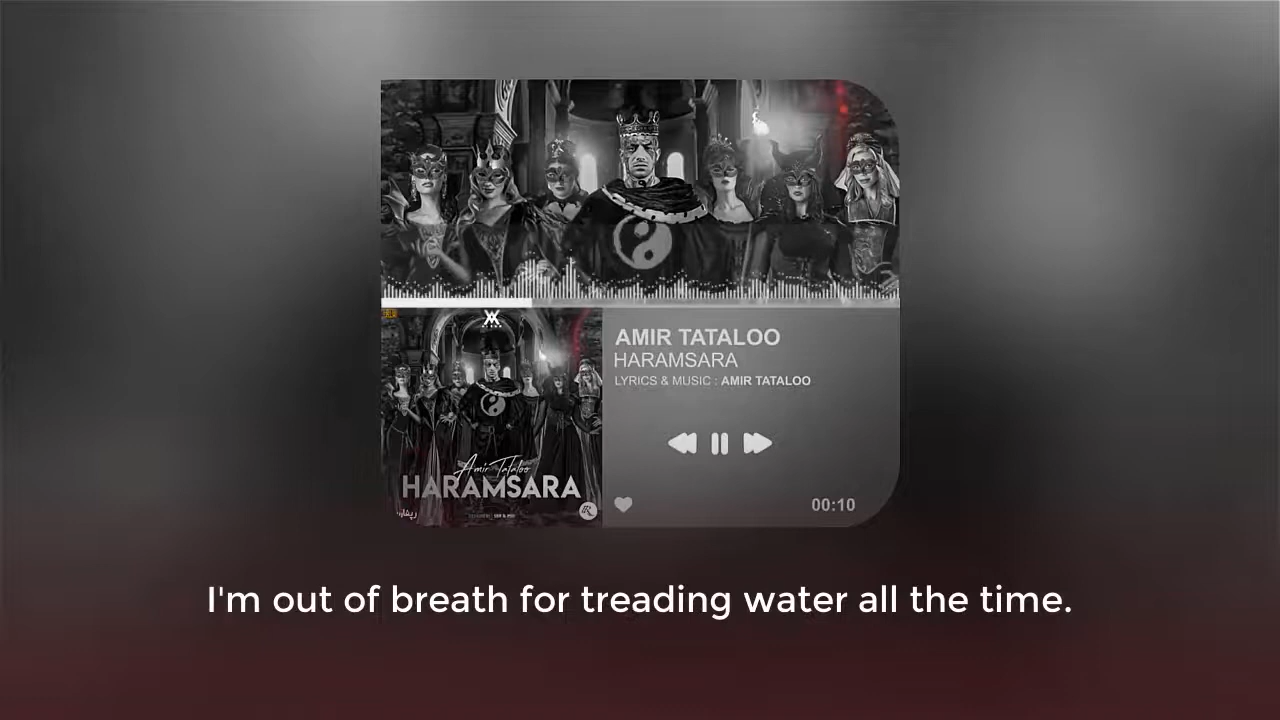 AMIR TATALOO
HARAMSARA
LYRICS & MUSIC : AMIR TATALOO
Amir Tataloo
HARAMSARA
00:10
I'm out of breath for treading water all the time.